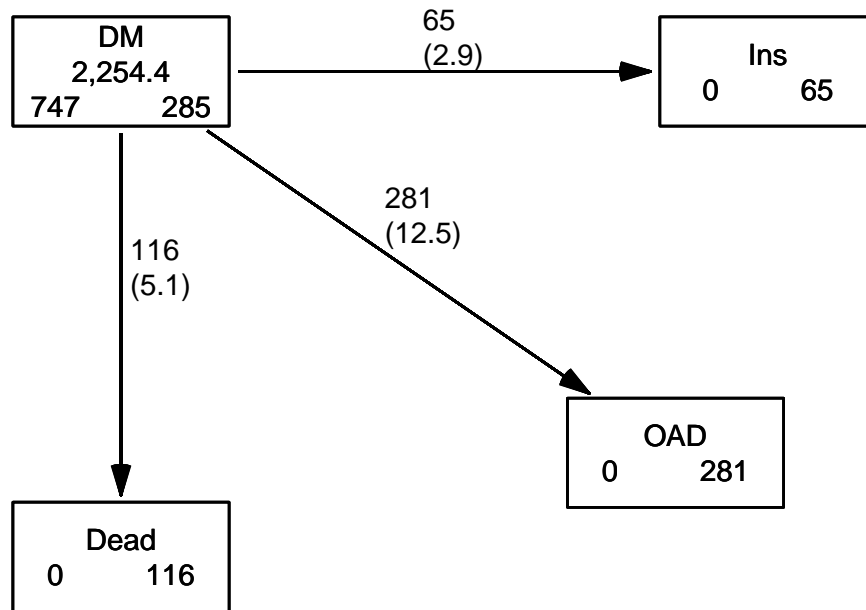 DM
2,254.4
747 285
65
(2.9)
Ins
0 65
281
(12.5)
116
(5.1)
OAD
0 281
Dead
0 116